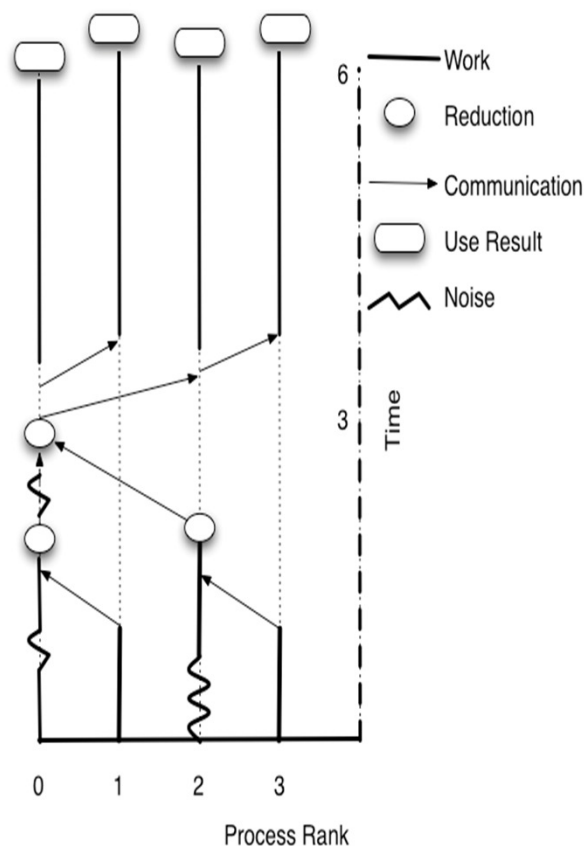 6
3
Time
Work
Reduction
Communication
Use Result
Noise
0 1 2 3
Process Rank